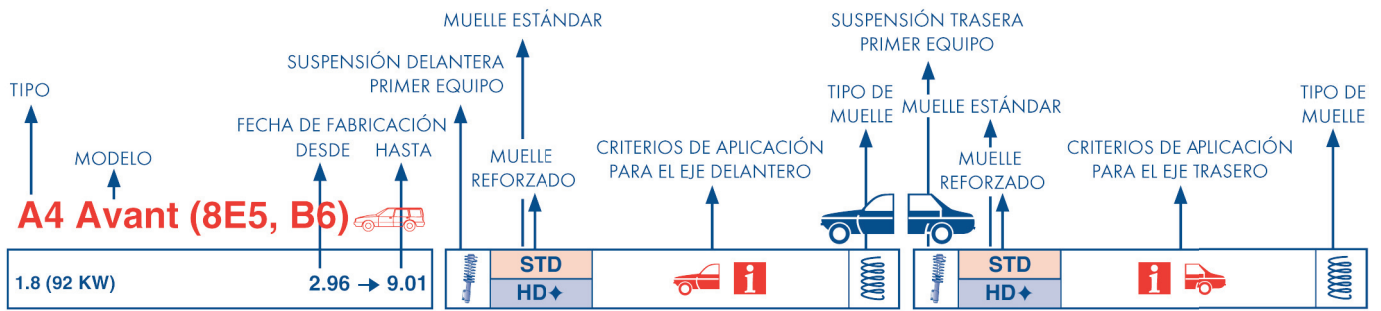 MUELLE ESTÁNDAR
SUSPENSIÓN TRASERA
PRIMER EQUIPO
SUSPENSIÓN DELANTERA
PRIMER EQUIPO
TIPO
TIPO DE
MUELLE
MUELLE ESTÁNDAR
TIPO DE
MUELLE
FECHA DE FABRICACIÓN
DESDE HASTA
MODELO
MUELLE
REFORZADO
CRITERIOS DE APLICACIÓN
PARA EL EJE DELANTERO
MUELLE
REFORZADO
CRITERIOS DE APLICACIÓN
PARA EL EJE TRASERO
A4 Avant (8E5, B6)
1.8 (92 KW) 2.96 → 9.01
STD
HD✦
i
STD
HD✦
i